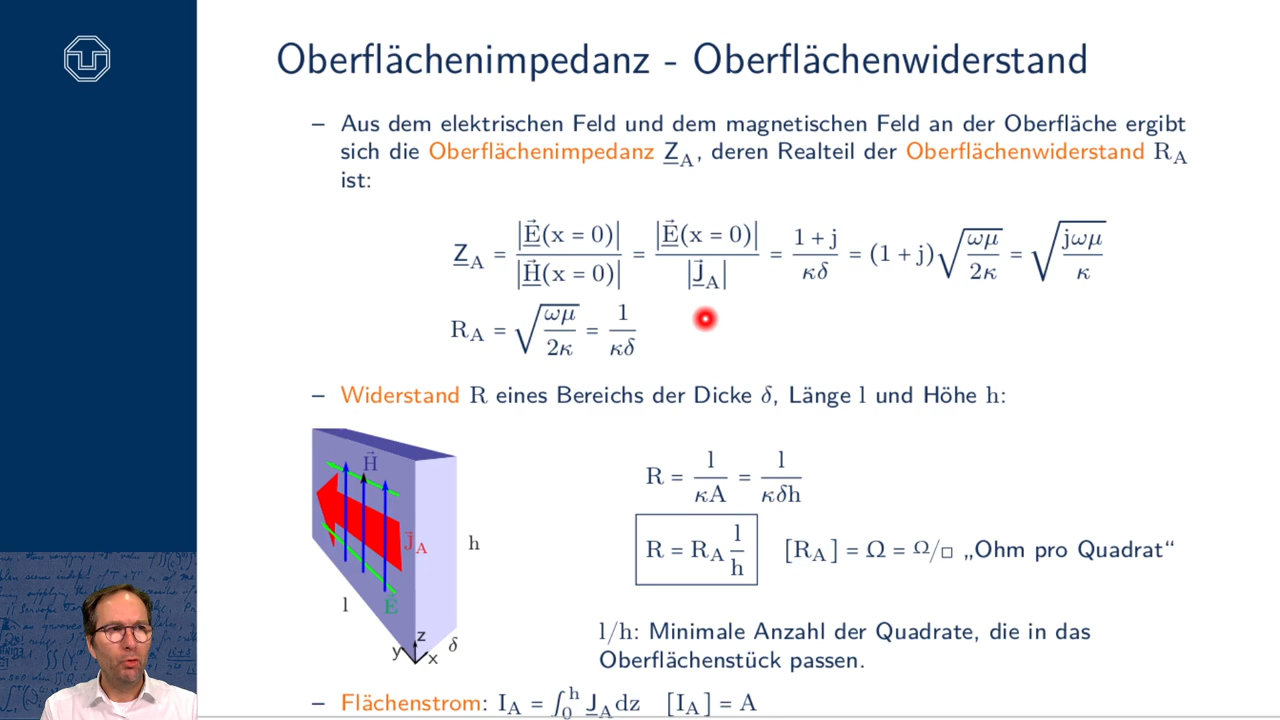 Oberflächenimpedanz - Oberflächenwiderstand
– Aus dem elektrischen Feld und dem magnetischen Feld an der Oberfläche ergibt
sich die Oberflächenimpedanz Z_A, deren Realteil der Oberflächenwiderstand R_A
ist:
Z_A = |E⃗(x = 0)| / |H⃗(x = 0)| = |E⃗(x = 0)| / |J⃗_A| = (1 + j) / κδ = (1 + j)√(ωμ / 2κ) = √(jωμ / κ)
R_A = √(ωμ / 2κ) = 1 / κδ
– Widerstand R eines Bereichs der Dicke δ, Länge l und Höhe h:
H⃗
J⃗_A
h
l
E⃗
z
y
x
δ
R = l / κA = l / κδh
R = R_A l / h [R_A] = Ω = Ω/□ „Ohm pro Quadrat“
l/h: Minimale Anzahl der Quadrate, die in das
Oberflächenstück passen.
– Flächenstrom: I_A = ∫₀ʰ J_A dz [I_A] = A